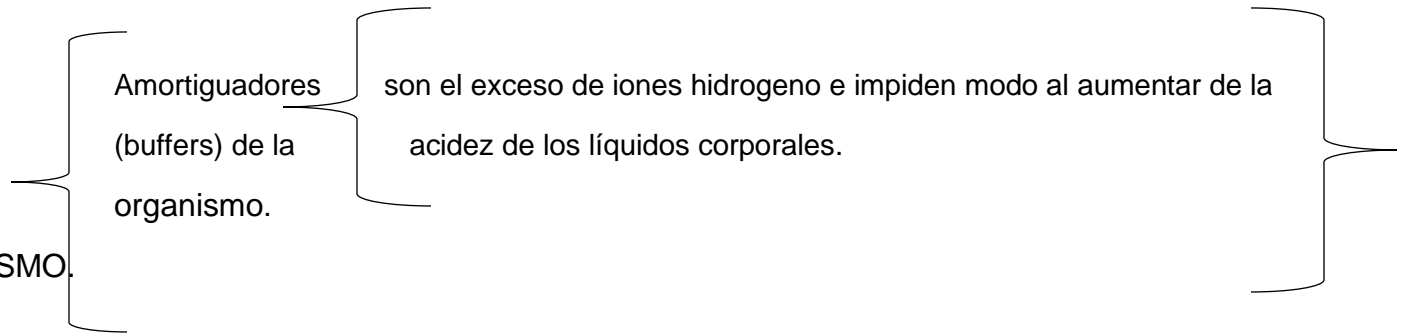 Amortiguadores son el exceso de iones hidrogeno e impiden modo al aumentar de la
(buffers) de la acidez de los líquidos corporales.
organismo.
SMO.